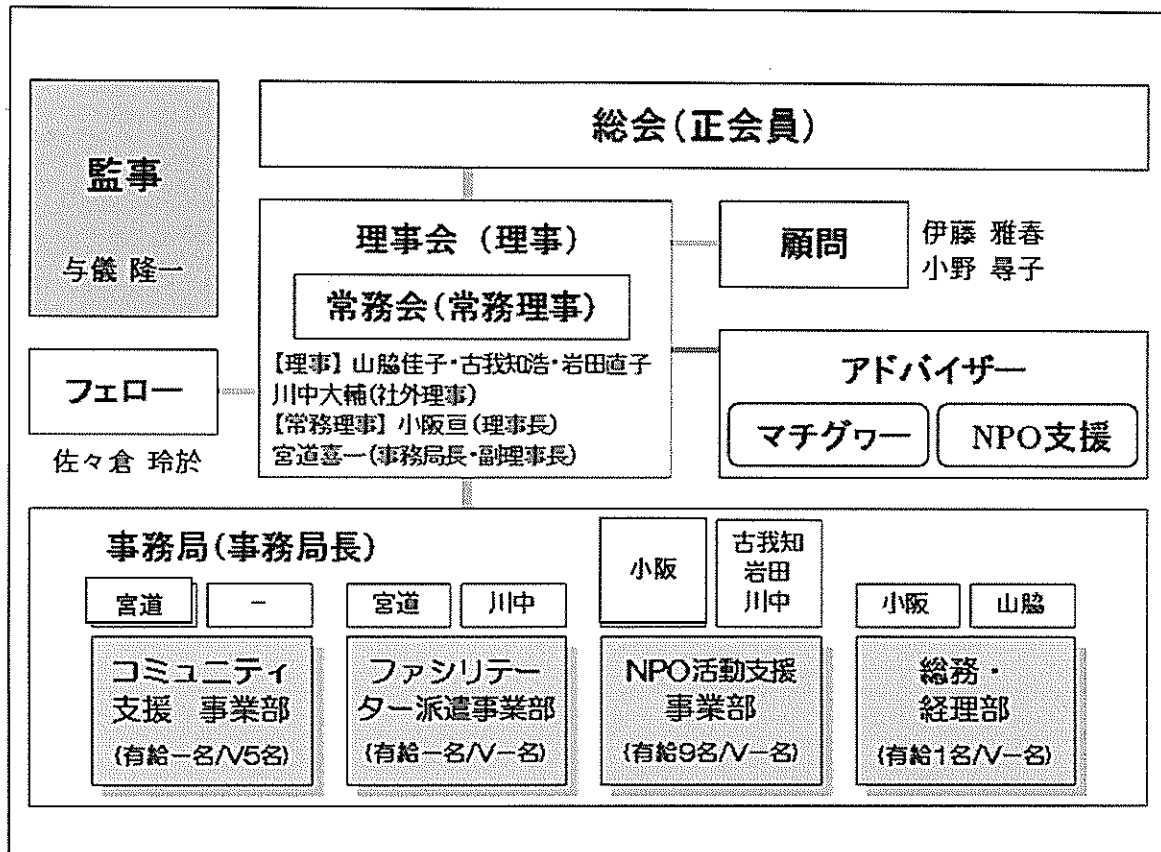 監事
与儀 隆一
総会(正会員)
理事会 (理事)
常務会(常務理事)
【理事】山脇佳子・古我知浩・岩田直子
川中大輔(社外理事)
【常務理事】小阪亘(理事長)
宮道喜一(事務局長・副理事長)
顧問
伊藤 雅春
小野 尋子
フェロー
佐々倉 玲於
アドバイザー
マチグヮー
NPO支援
事務局(事務局長)
宮道
－
コミュニティ
支援 事業部
(有給－名/V5名)
宮道
川中
ファシリテー
ター派遣事業部
(有給－名/V－名)
小阪
古我知
岩田
川中
NPO活動支援
事業部
(有給9名/V－名)
小阪
山脇
総務・
経理部
(有給1名/V－名)